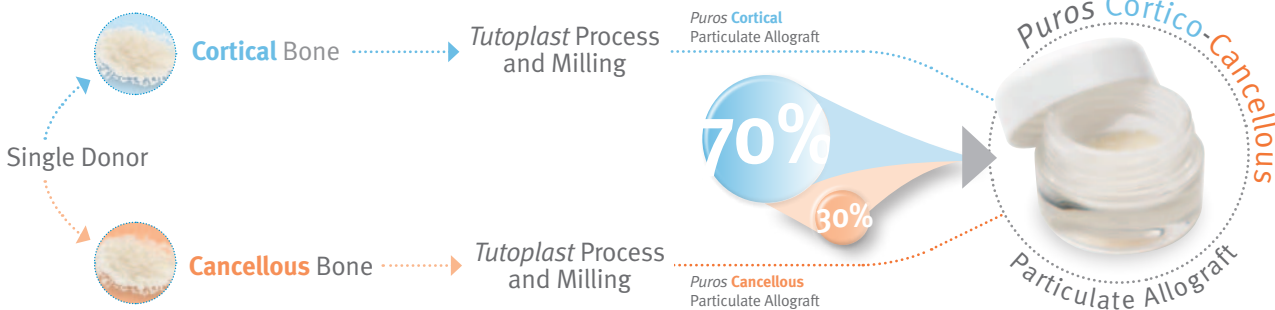 Single Donor
Cortical Bone
Tutoplast Process
and Milling
Puros Cortical
Particulate Allograft
70%
30%
Cancellous Bone
Tutoplast Process
and Milling
Puros Cancellous
Particulate Allograft
Puros Cortico-Cancellous
Particulate Allograft